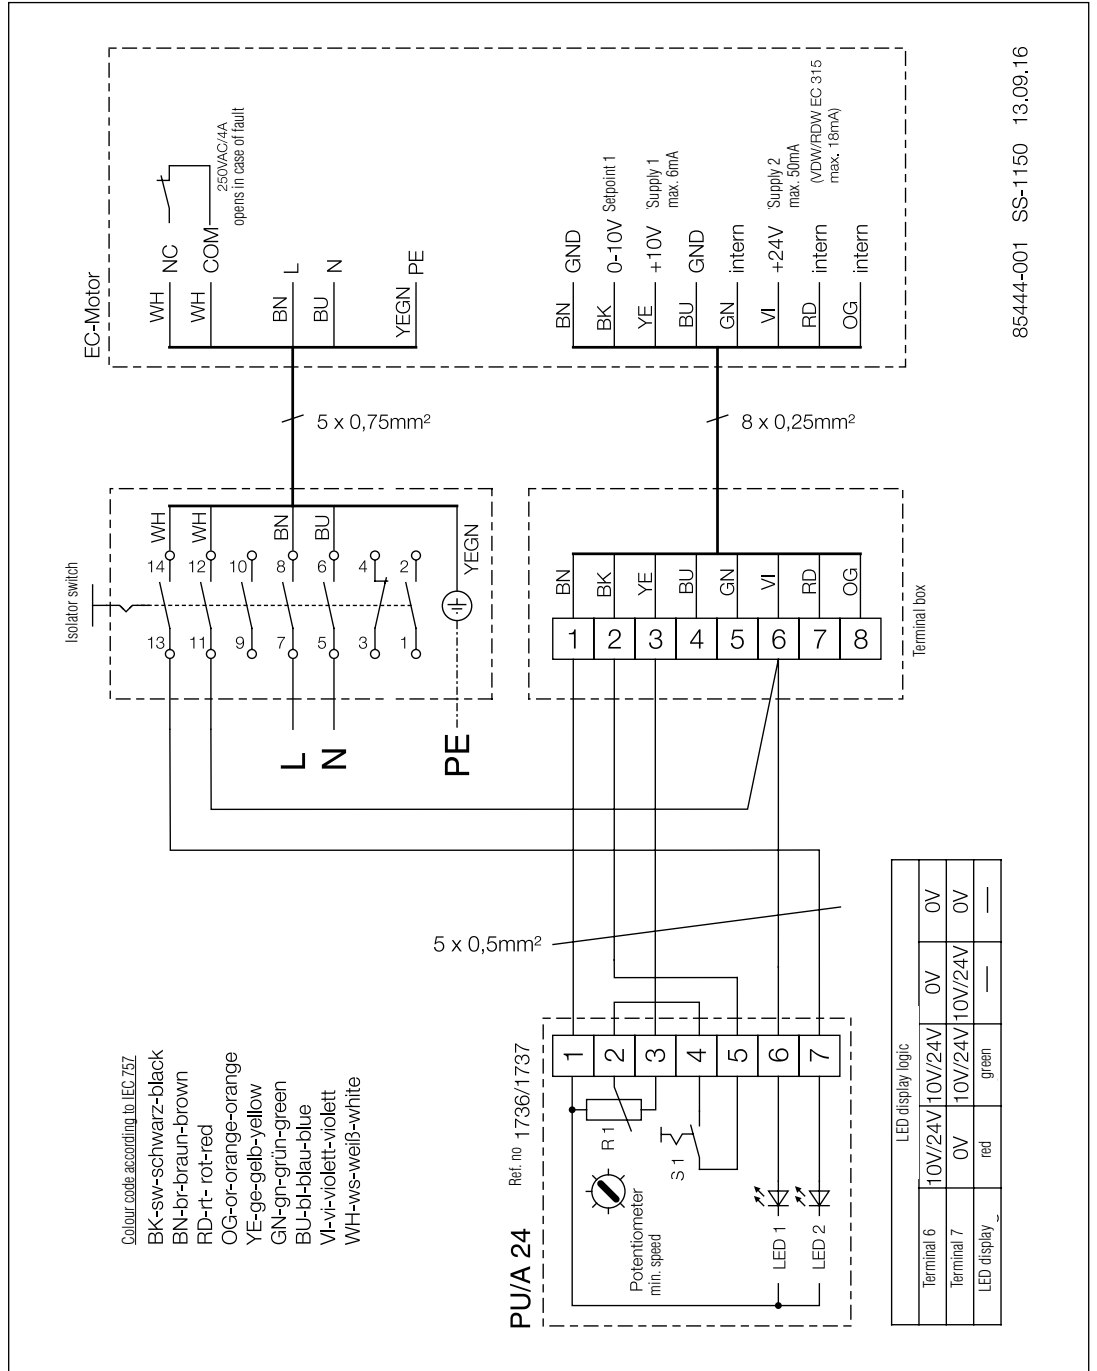 EC-Motor
WH
NC
WH
COM
250VAC/4A
opens in case of fault
BN
L
BU
N
YEGN
PE
BN
GND
BK
0-10V
Setpoint 1
YE
+10V
'Supply 1
max. 6mA
BU
GND
GN
intern
VI
+24V
'Supply 2
max. 50mA
(VDW/RDW EC 315
max. 18mA)
RD
intern
OG
intern
85444-001 SS-1150 13.09.16
5 x 0,75mm²
8 x 0,25mm²
Isolator switch
WH
WH
BN
BU
YEGN
14
12
10
8
6
4
2
13
11
9
7
5
3
1
L
N
PE
Terminal box
BN
BK
YE
BU
GN
VI
RD
OG
1
2
3
4
5
6
7
8
5 x 0,5mm²
Colour code according to IEC 757
BK-sw-schwarz-black
BN-br-braun-brown
RD-rt- rot-red
OG-or-orange-orange
YE-ge-gelb-yellow
GN-gn-grün-green
BU-bl-blau-blue
VI-vi-violett-violett
WH-ws-weiß-white
PU/A 24
Ref. no 1736/1737
1
2
3
4
5
6
7
R 1
S 1
Potentiometer
min. speed
LED 1
LED 2
LED display logic
Terminal 6 10V/24V 10V/24V 0V 0V
Terminal 7 0V 10V/24V 10V/24V 0V
LED display red green — —